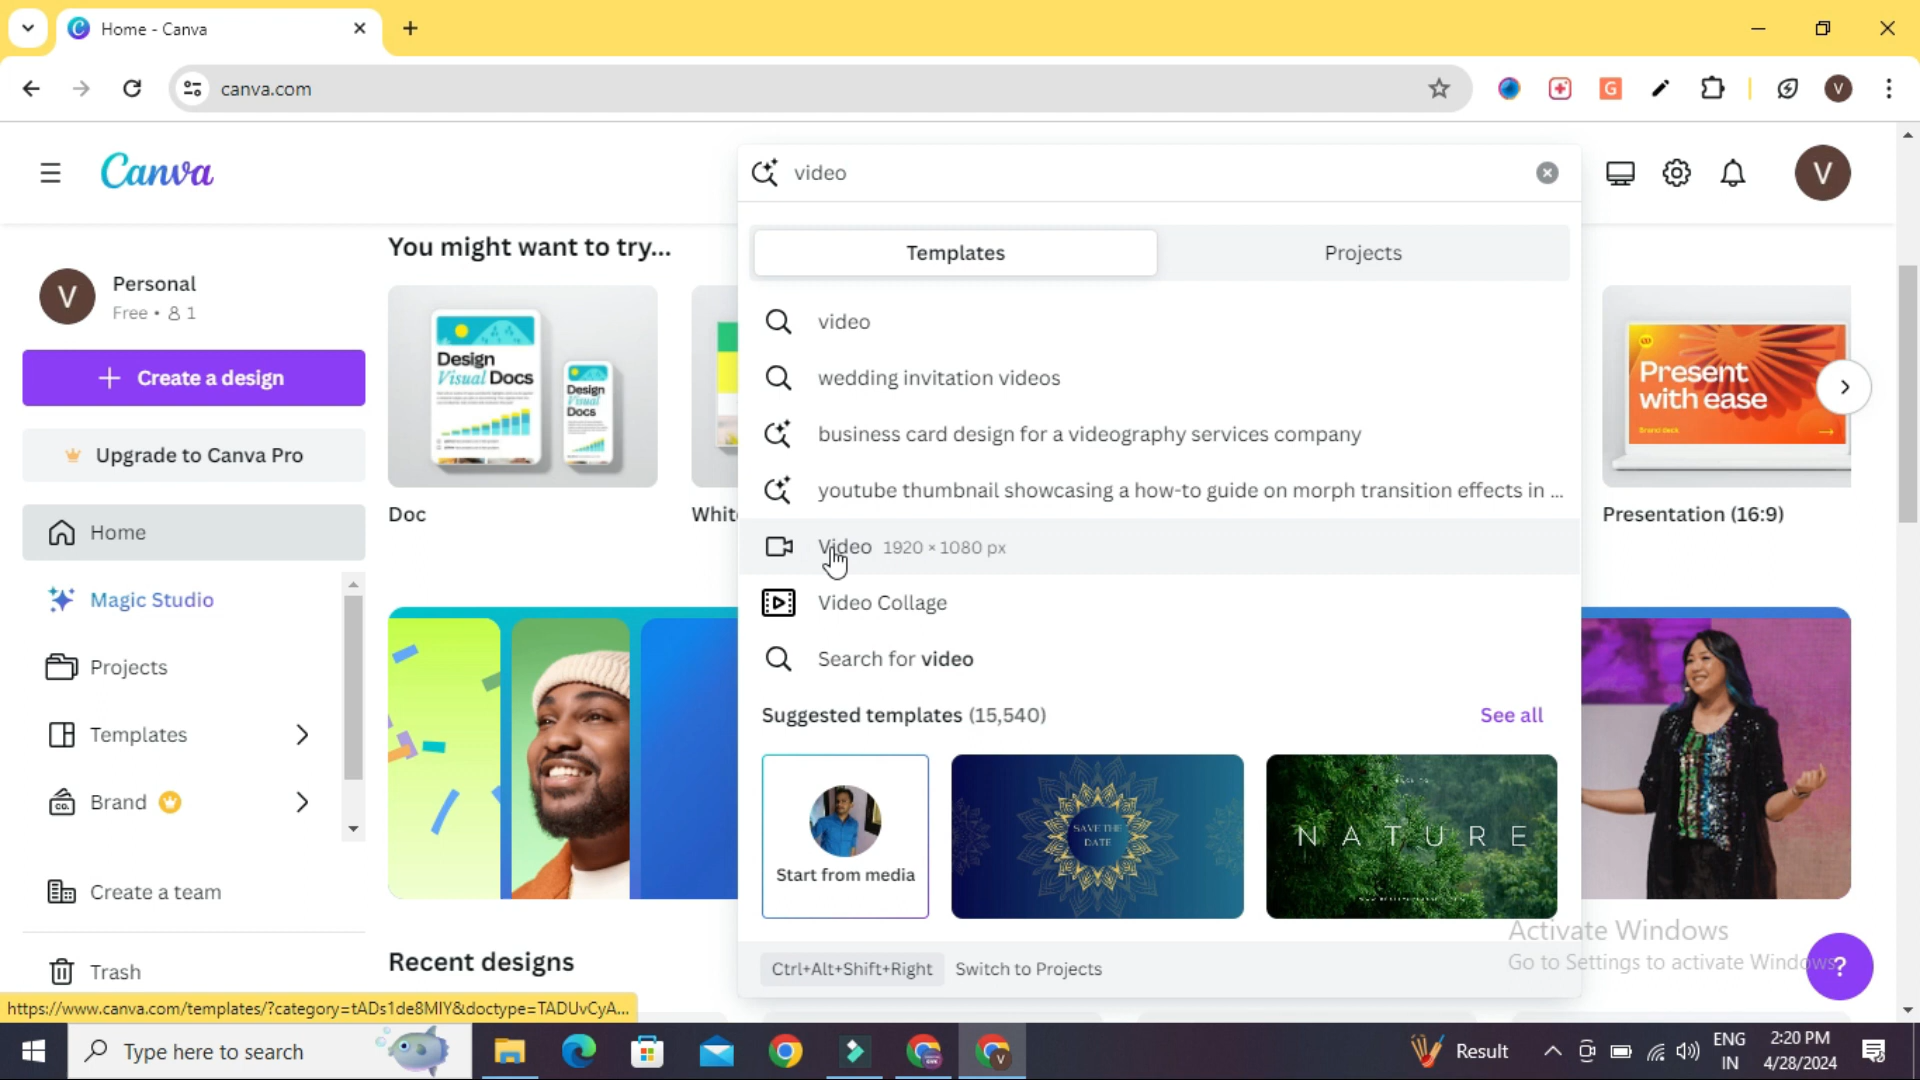 Home - Canva
canva.com
G
V
Canva
video
V
V
Personal
Free • 1
Create a design
Upgrade to Canva Pro
Home
Magic Studio
Projects
Templates
Brand
CO.
Create a team
Trash
You might want to try...
Design
Visual Docs
Design
Visual
Docs
Doc
Whit
Present
with ease
Presentation (16:9)
Templates
Projects
video
wedding invitation videos
business card design for a videography services company
youtube thumbnail showcasing a how-to guide on morph transition effects in ...
Video 1920 × 1080 px
Video Collage
Search for video
Suggested templates (15,540)
See all
Start from media
SAVE THE
DATE
NATURE
Recent designs
Ctrl+Alt+Shift+Right Switch to Projects
Activate Windows
Go to Settings to activate Windows
?
https://www.canva.com/templates/?category=tADs1de8MIY&doctype=TADUvCyA...
Type here to search
V
Result
ENG
IN
2:20 PM
4/28/2024